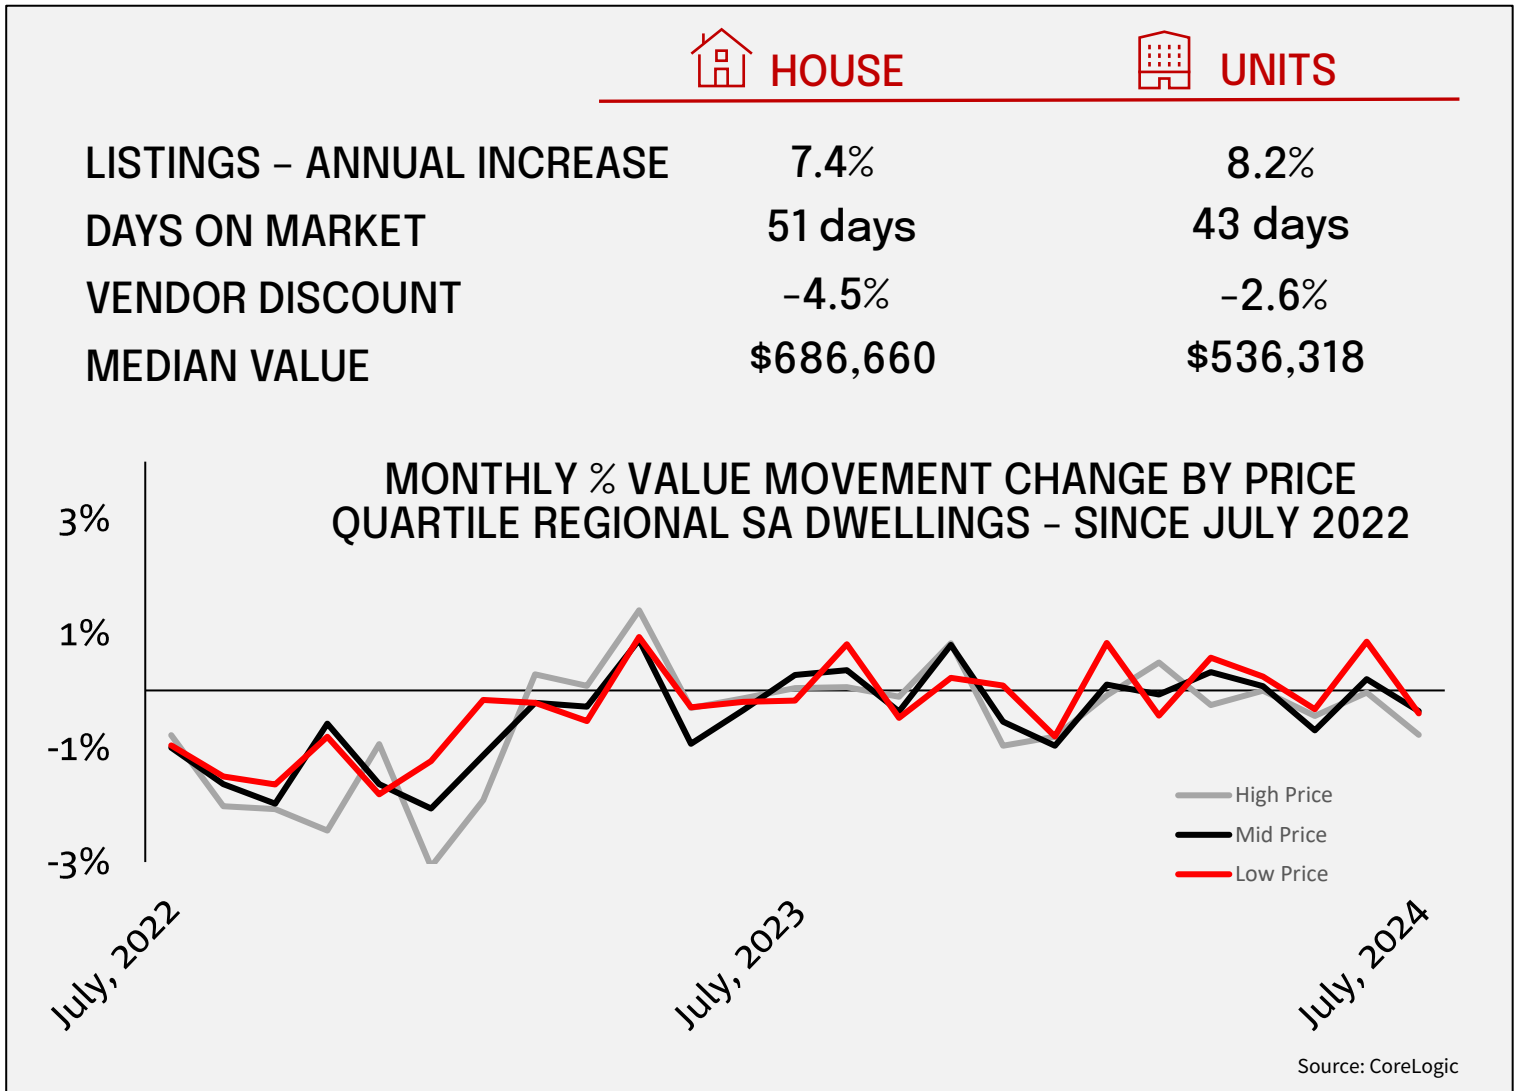 HOUSE UNITS
LISTINGS – ANNUAL INCREASE 7.4% 8.2%
DAYS ON MARKET 51 days 43 days
VENDOR DISCOUNT -4.5% -2.6%
MEDIAN VALUE $686,660 $536,318
MONTHLY % VALUE MOVEMENT CHANGE BY PRICE
QUARTILE REGIONAL SA DWELLINGS – SINCE JULY 2022
3%
1%
-1%
-3%
High Price
Mid Price
Low Price
July, 2022
July, 2023
July, 2024
Source: CoreLogic